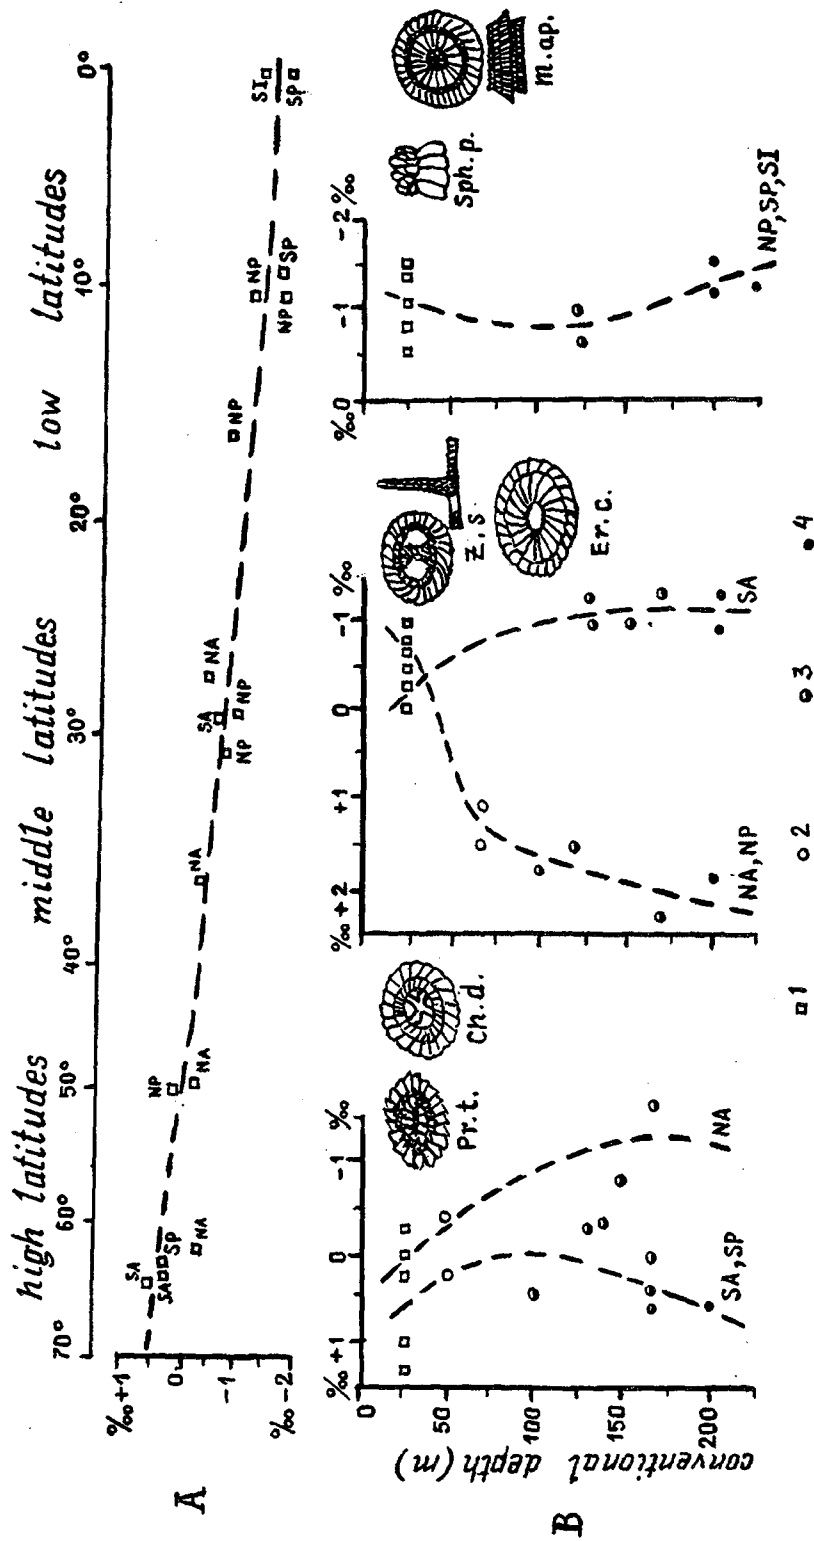 high latitudes middle latitudes low latitudes
70° 60° 50° 40° 30° 20° 10° 0°
A
‰+1
0
-1
‰-2
SA
SA
SP
NA
NP
NA
NA
NP
SA
NP
NA
NP
NP
NP
SP
SI
SP
B
conventional depth (m)
0
50
100
150
200
‰ +1 0 -1 ‰
Pr.t.
Ch.d.
SA,SP
NA
‰ +2 +1 0 -1 ‰
Z.s.
Er.c.
NA,NP
SA
‰ 0 -1 -2 ‰
Sph.p.
m.ap.
NP,SP,SI
1 2 3 4